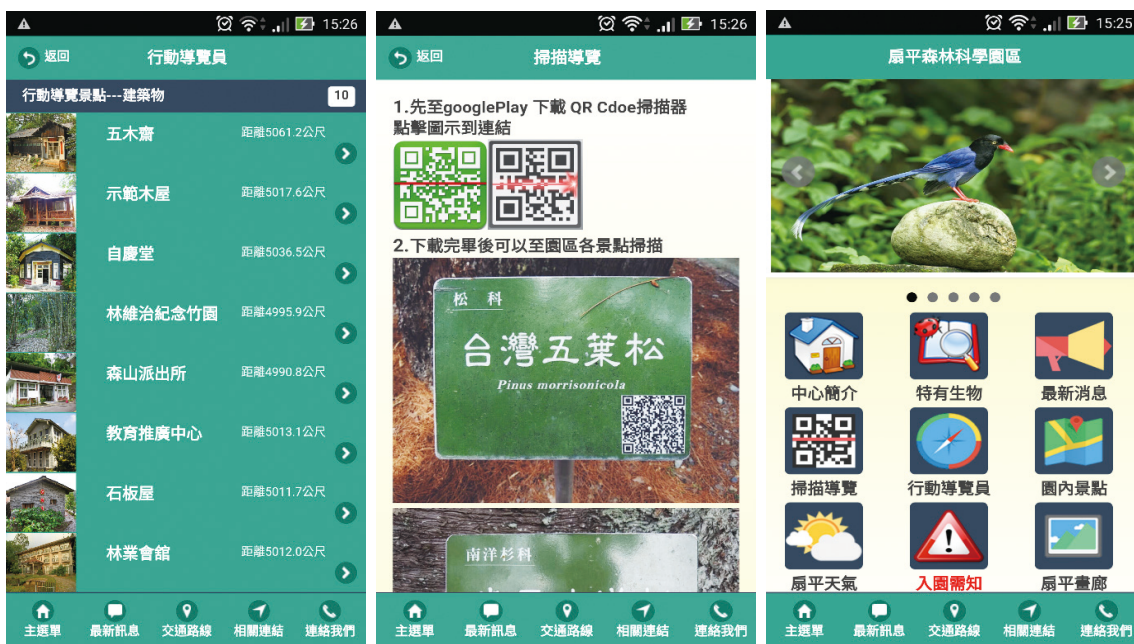 15:26
返回
行動導覽員
行動導覽景點---建築物
10
五木齋
距離5061.2公尺
示範木屋
距離5017.6公尺
自慶堂
距離5036.5公尺
林維治紀念竹園
距離4995.9公尺
森山派出所
距離4990.8公尺
教育推廣中心
距離5013.1公尺
石板屋
距離5011.7公尺
林業會館
距離5012.0公尺
主選單
最新訊息
交通路線
相關連結
連絡我們
15:26
返回
掃描導覽
1.先至googlePlay 下載 QR Cdoe掃描器
點擊圖示到連結
2.下載完畢後可以至園區各景點掃描
松 科
台灣五葉松
Pinus morrisonicola
南洋杉科
主選單
最新訊息
交通路線
相關連結
連絡我們
15:25
扇平森林科學園區
中心簡介
特有生物
最新消息
掃描導覽
行動導覽員
園內景點
扇平天氣
入園需知
扇平畫廊
主選單
最新訊息
交通路線
相關連結
連絡我們